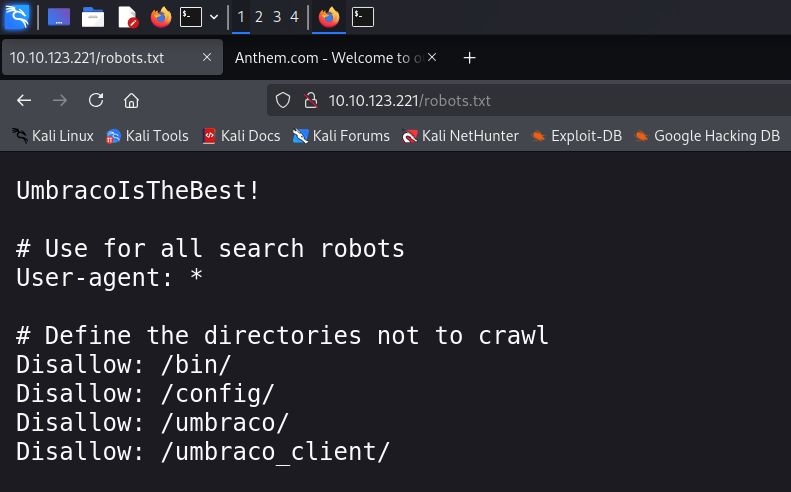 1 2 3 4
10.10.123.221/robots.txt
Anthem.com - Welcome to o
10.10.123.221/robots.txt
Kali Linux Kali Tools Kali Docs Kali Forums Kali NetHunter Exploit-DB Google Hacking DB
UmbracoIsTheBest!
# Use for all search robots
User-agent: *
# Define the directories not to crawl
Disallow: /bin/
Disallow: /config/
Disallow: /umbraco/
Disallow: /umbraco_client/